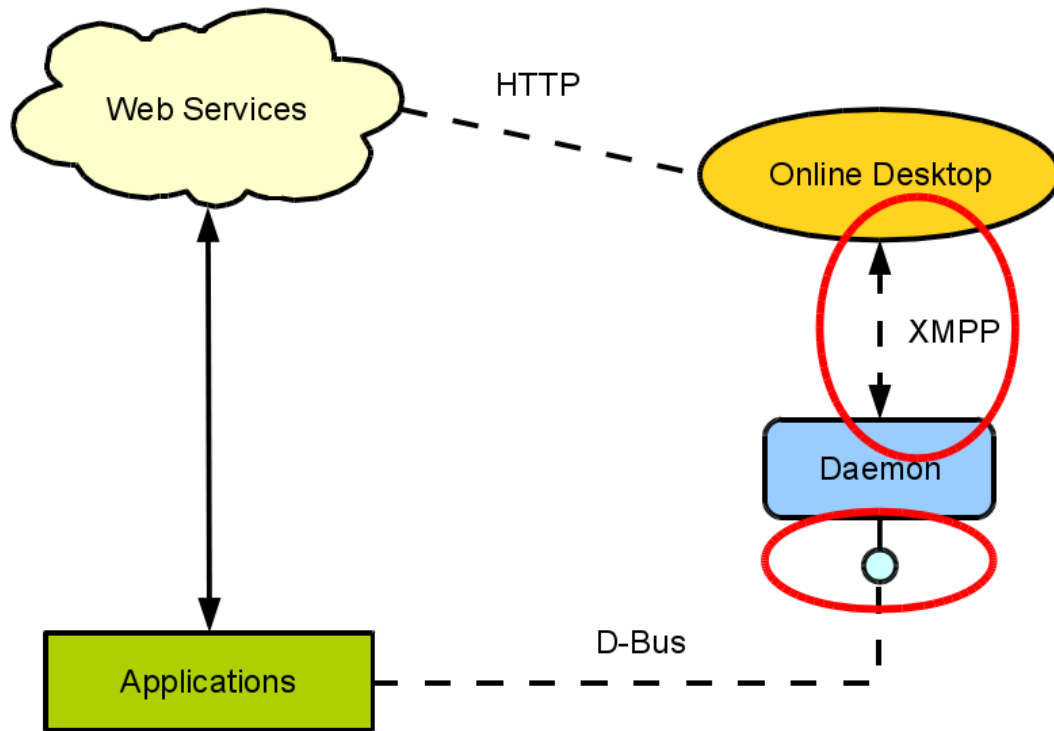 HTTP
Web Services
Online Desktop
XMPP
Daemon
D-Bus
Applications